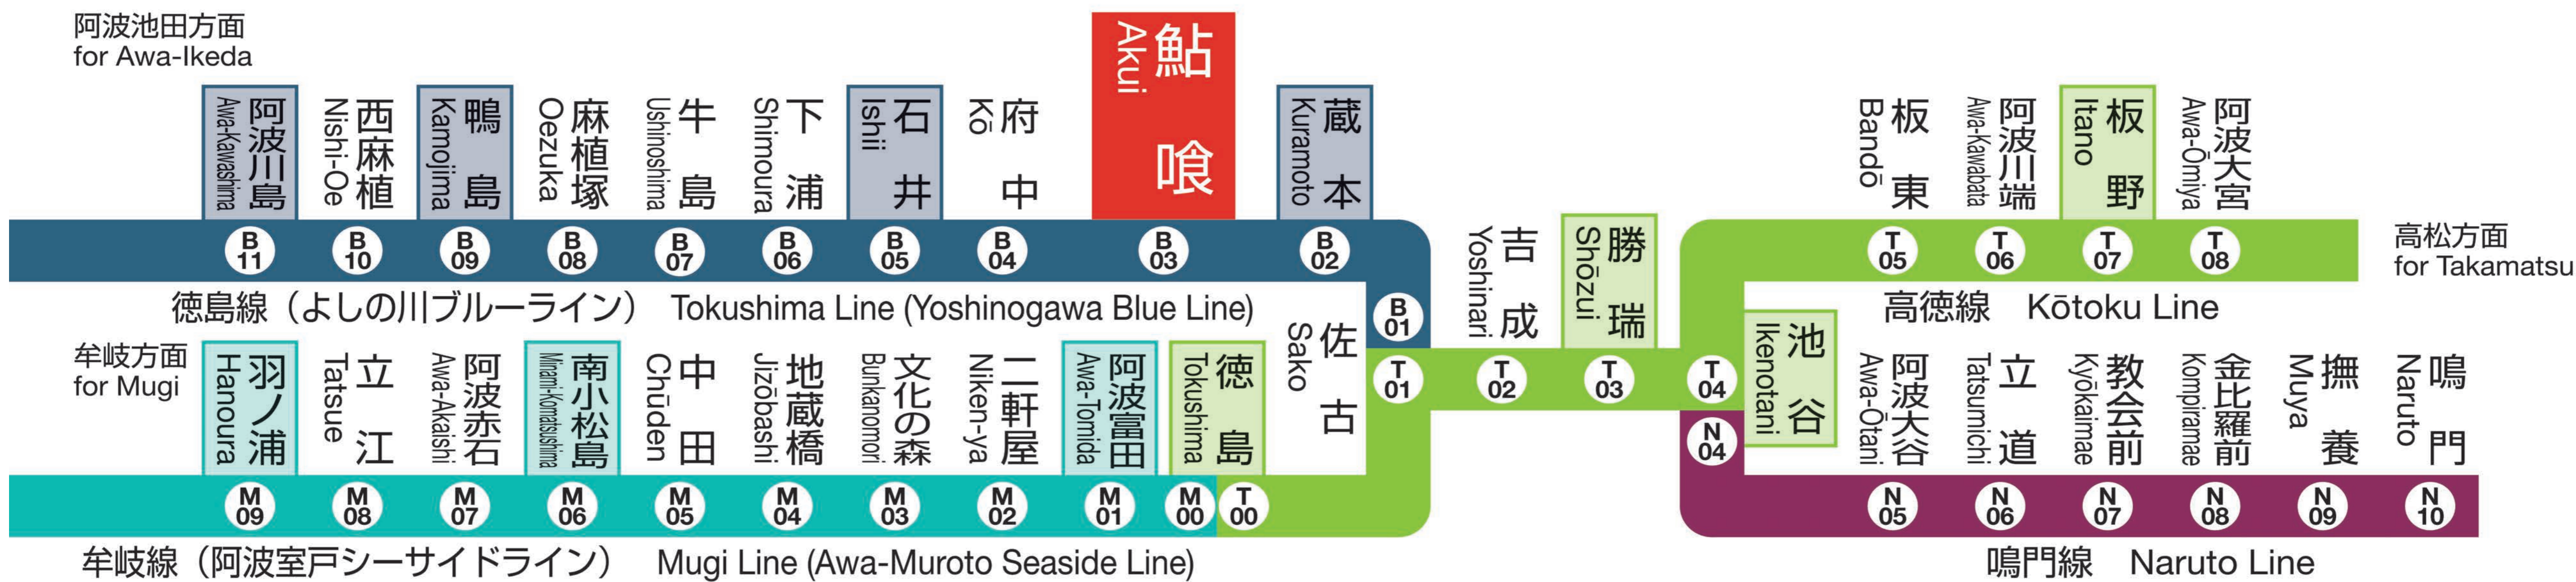 阿波池田方面
for Awa-Ikeda
阿波川島
Awa-Kawashima
西麻植
Nishi-Oe
鴨島
Kamojima
麻植塚
Oezuka
牛島
Ushinoshima
下浦
Shimoura
石井
Ishii
府中
Kō
鮎喰
Akui
蔵本
Kuramoto
B 11
B 10
B 09
B 08
B 07
B 06
B 05
B 04
B 03
B 02
B 01
徳島線（よしの川ブルーライン） Tokushima Line (Yoshinogawa Blue Line)
牟岐方面
for Mugi
羽ノ浦
Hanoura
立江
Tatsue
阿波赤石
Awa-Akaishi
南小松島
Minami-Komatsushima
中田
Chūden
地蔵橋
Jizōbashi
文化の森
Bunkanomori
二軒屋
Niken-ya
阿波富田
Awa-Tomida
徳島
Tokushima
佐古
Sako
M 09
M 08
M 07
M 06
M 05
M 04
M 03
M 02
M 01
M 00
T 00
牟岐線（阿波室戸シーサイドライン） Mugi Line (Awa-Muroto Seaside Line)
吉成
Yoshinari
勝瑞
Shōzui
池谷
Ikenotani
T 01
T 02
T 03
T 04
N 04
板東
Bandō
阿波川端
Awa-Kawabata
板野
Itano
阿波大宮
Awa-Ōmiya
T 05
T 06
T 07
T 08
高松方面
for Takamatsu
高徳線 Kōtoku Line
阿波大谷
Awa-Ōtani
立道
Tatsumichi
教会前
Kyōkaimae
金比羅前
Kompiramae
撫養
Muya
鳴門
Naruto
N 05
N 06
N 07
N 08
N 09
N 10
鳴門線 Naruto Line